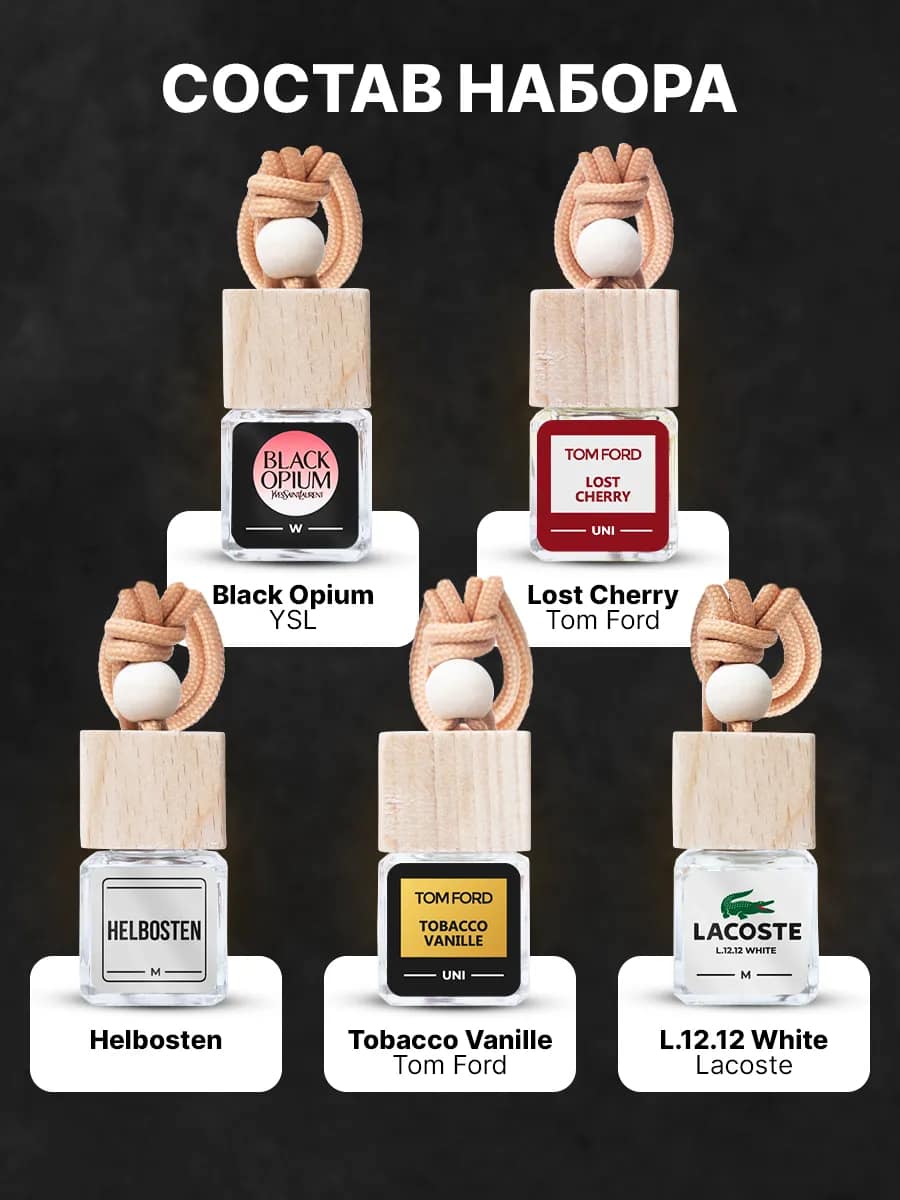 СОСТАВ НАБОРА
BLACK
OPIUM
YVESSAINTLAURENT
W
TOM FORD
LOST
CHERRY
UNI
Black Opium
YSL
Lost Cherry
Tom Ford
HELBOSTEN
M
TOM FORD
TOBACCO
VANILLE
UNI
LACOSTE
L.12.12 WHITE
M
Helbosten
Tobacco Vanille
Tom Ford
L.12.12 White
Lacoste